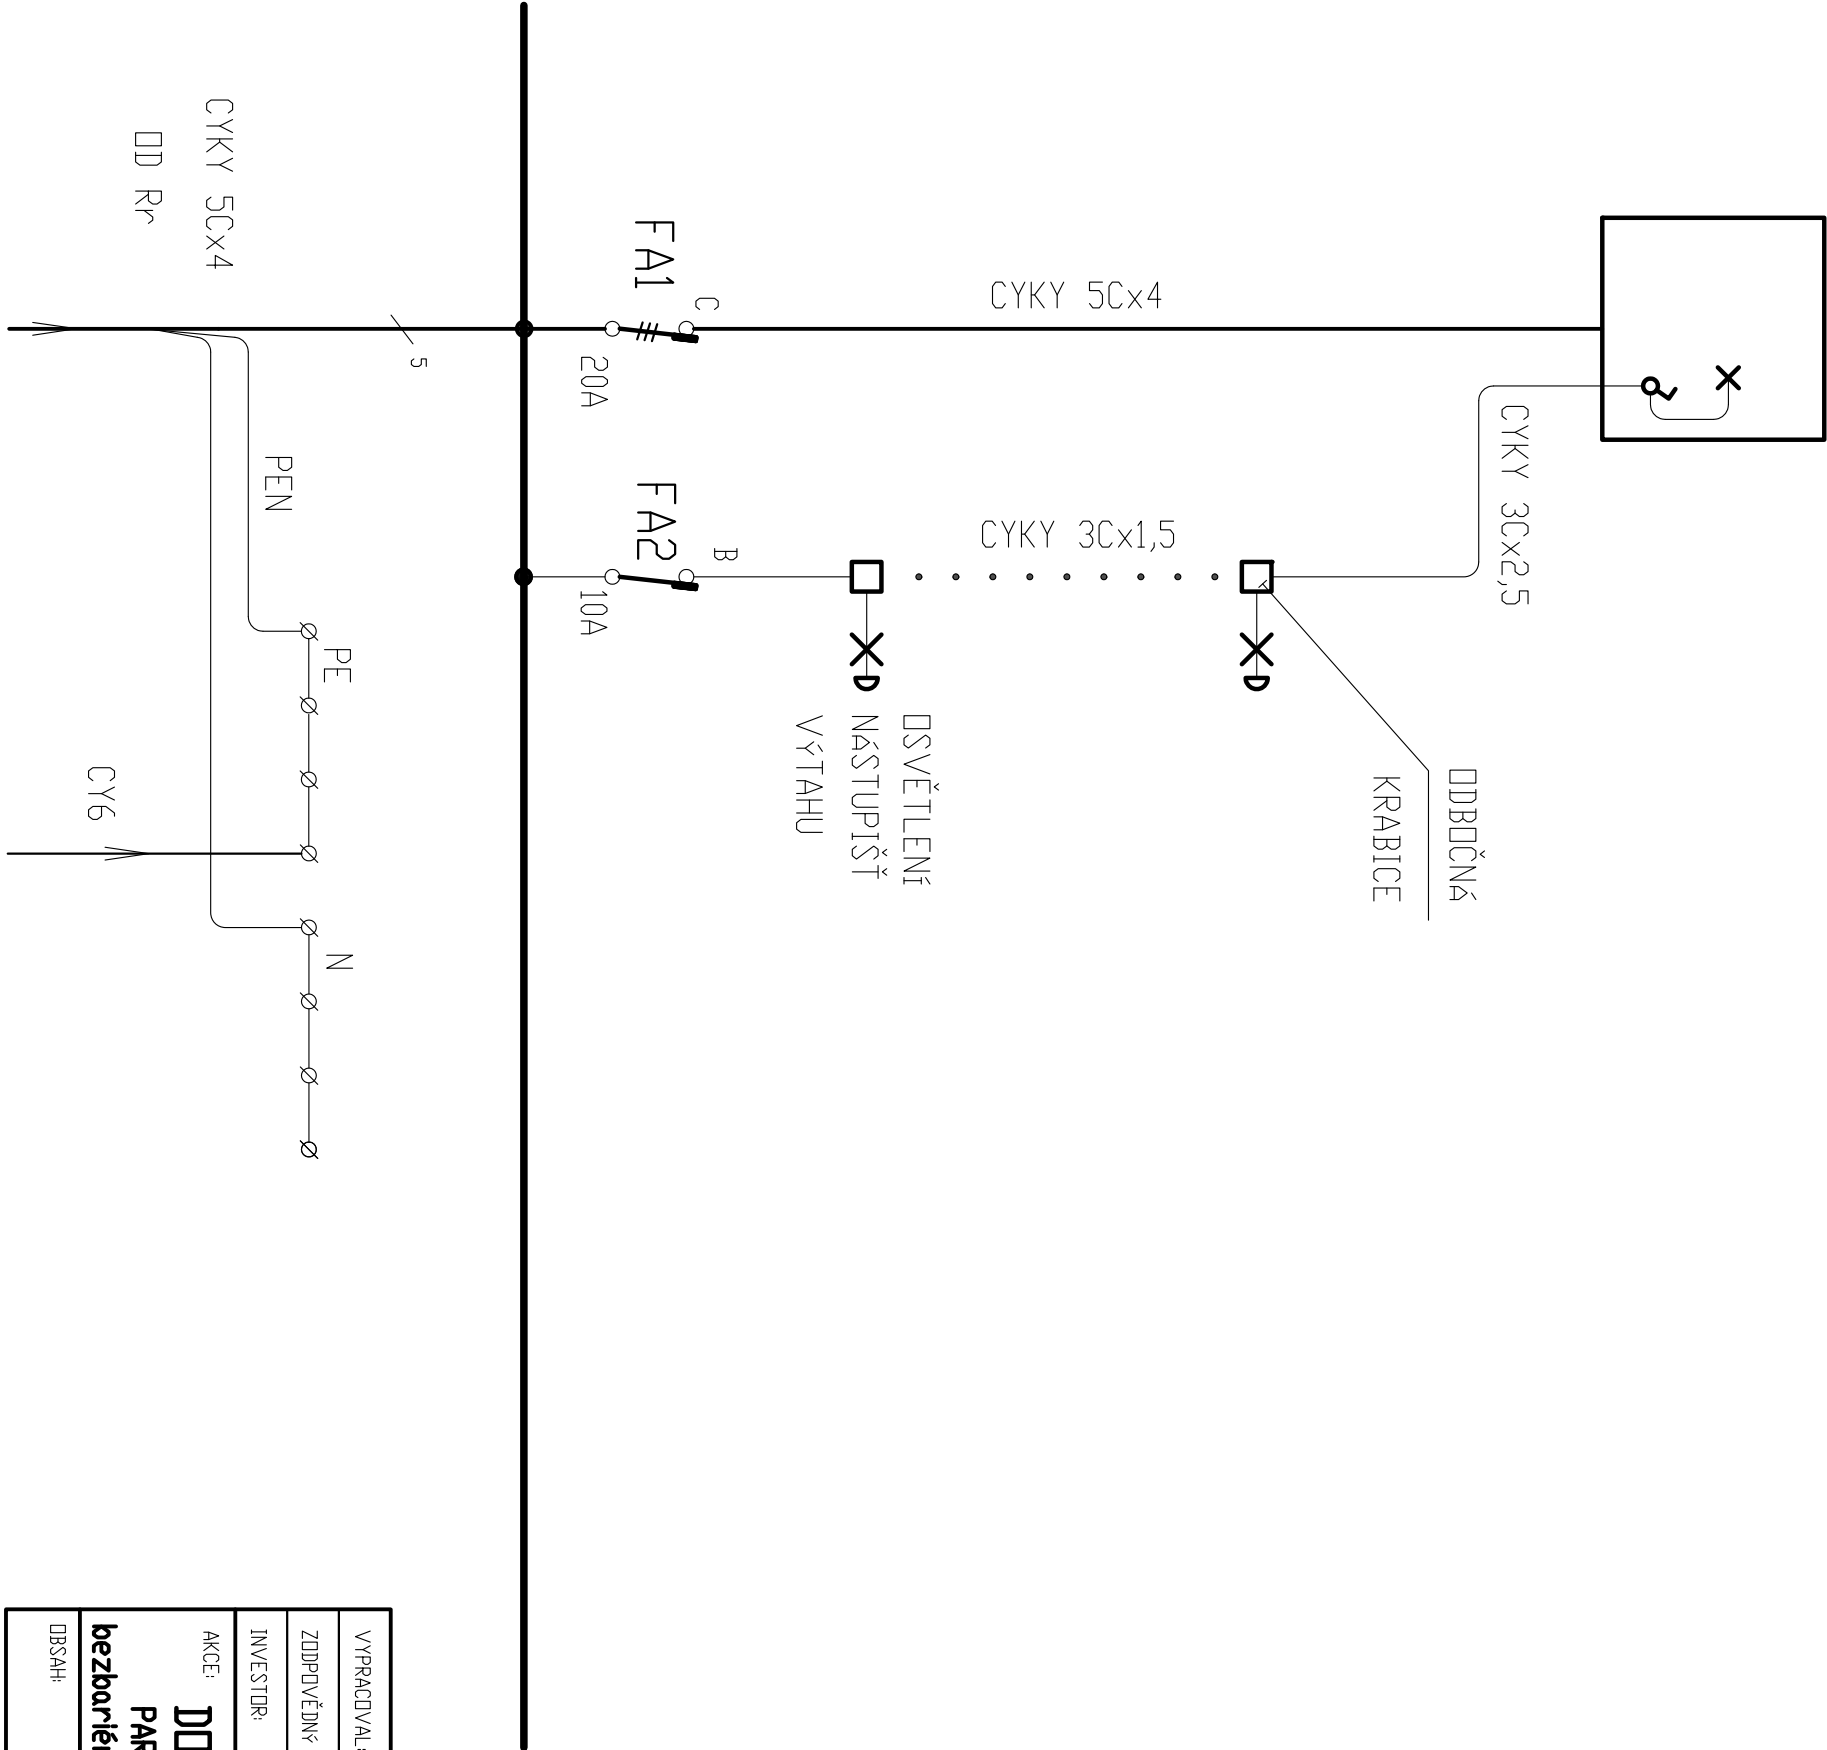 CYKY 5Cx4
OD Rr
5
FA1
C
20A
CYKY 5Cx4
CYKY 3Cx2,5
PEN
PE
FA2
B
10A
CYKY 3Cx1,5
OSVĚTLENÍ
NÁSTUPIŠŤ
VÝTAHU
ODBOČNÁ
KRABICE
CY6
N
VYPRACOVAL:
ZODPOVĚDNÝ
INVESTOR:
AKCE:
OBSAH: